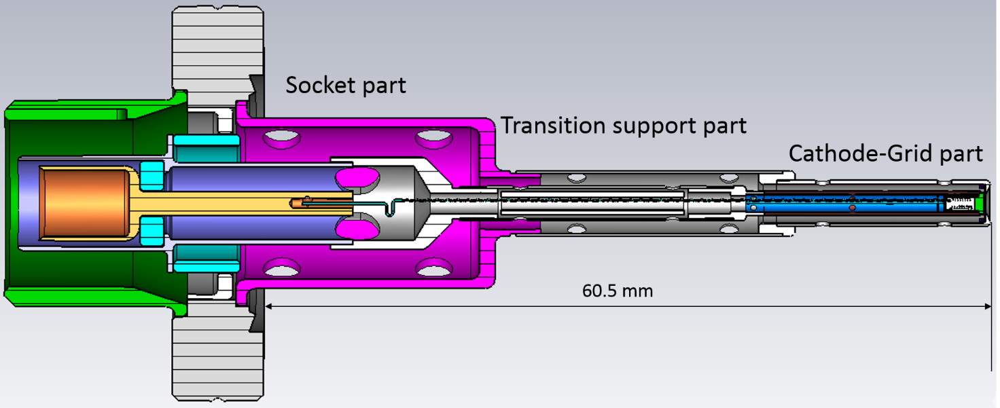 Socket part
Transition support part
Cathode-Grid part
60.5 mm